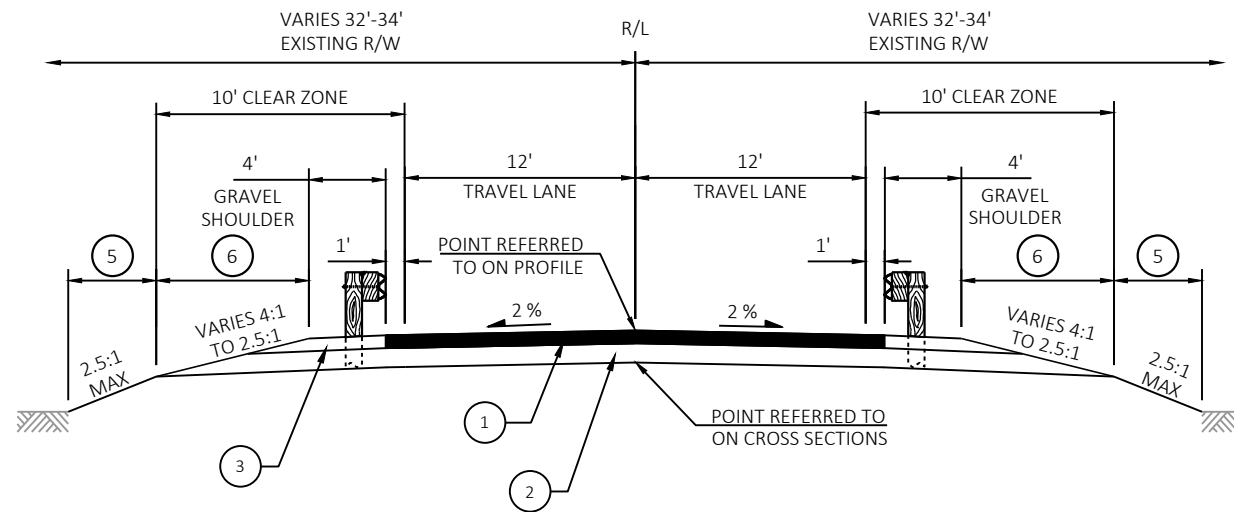 VARIES 32'-34'
EXISTING R/W
R/L
VARIES 32'-34'
EXISTING R/W
10' CLEAR ZONE
10' CLEAR ZONE
4'
GRAVEL
SHOULDER
12'
TRAVEL LANE
12'
TRAVEL LANE
4'
GRAVEL
SHOULDER
5
6
1'
POINT REFERRED
TO ON PROFILE
1'
6
5
2 %
2 %
VARIES 4:1
TO 2.5:1
VARIES 4:1
TO 2.5:1
2.5:1
MAX
2.5:1
MAX
1
POINT REFERRED TO
ON CROSS SECTIONS
3
2